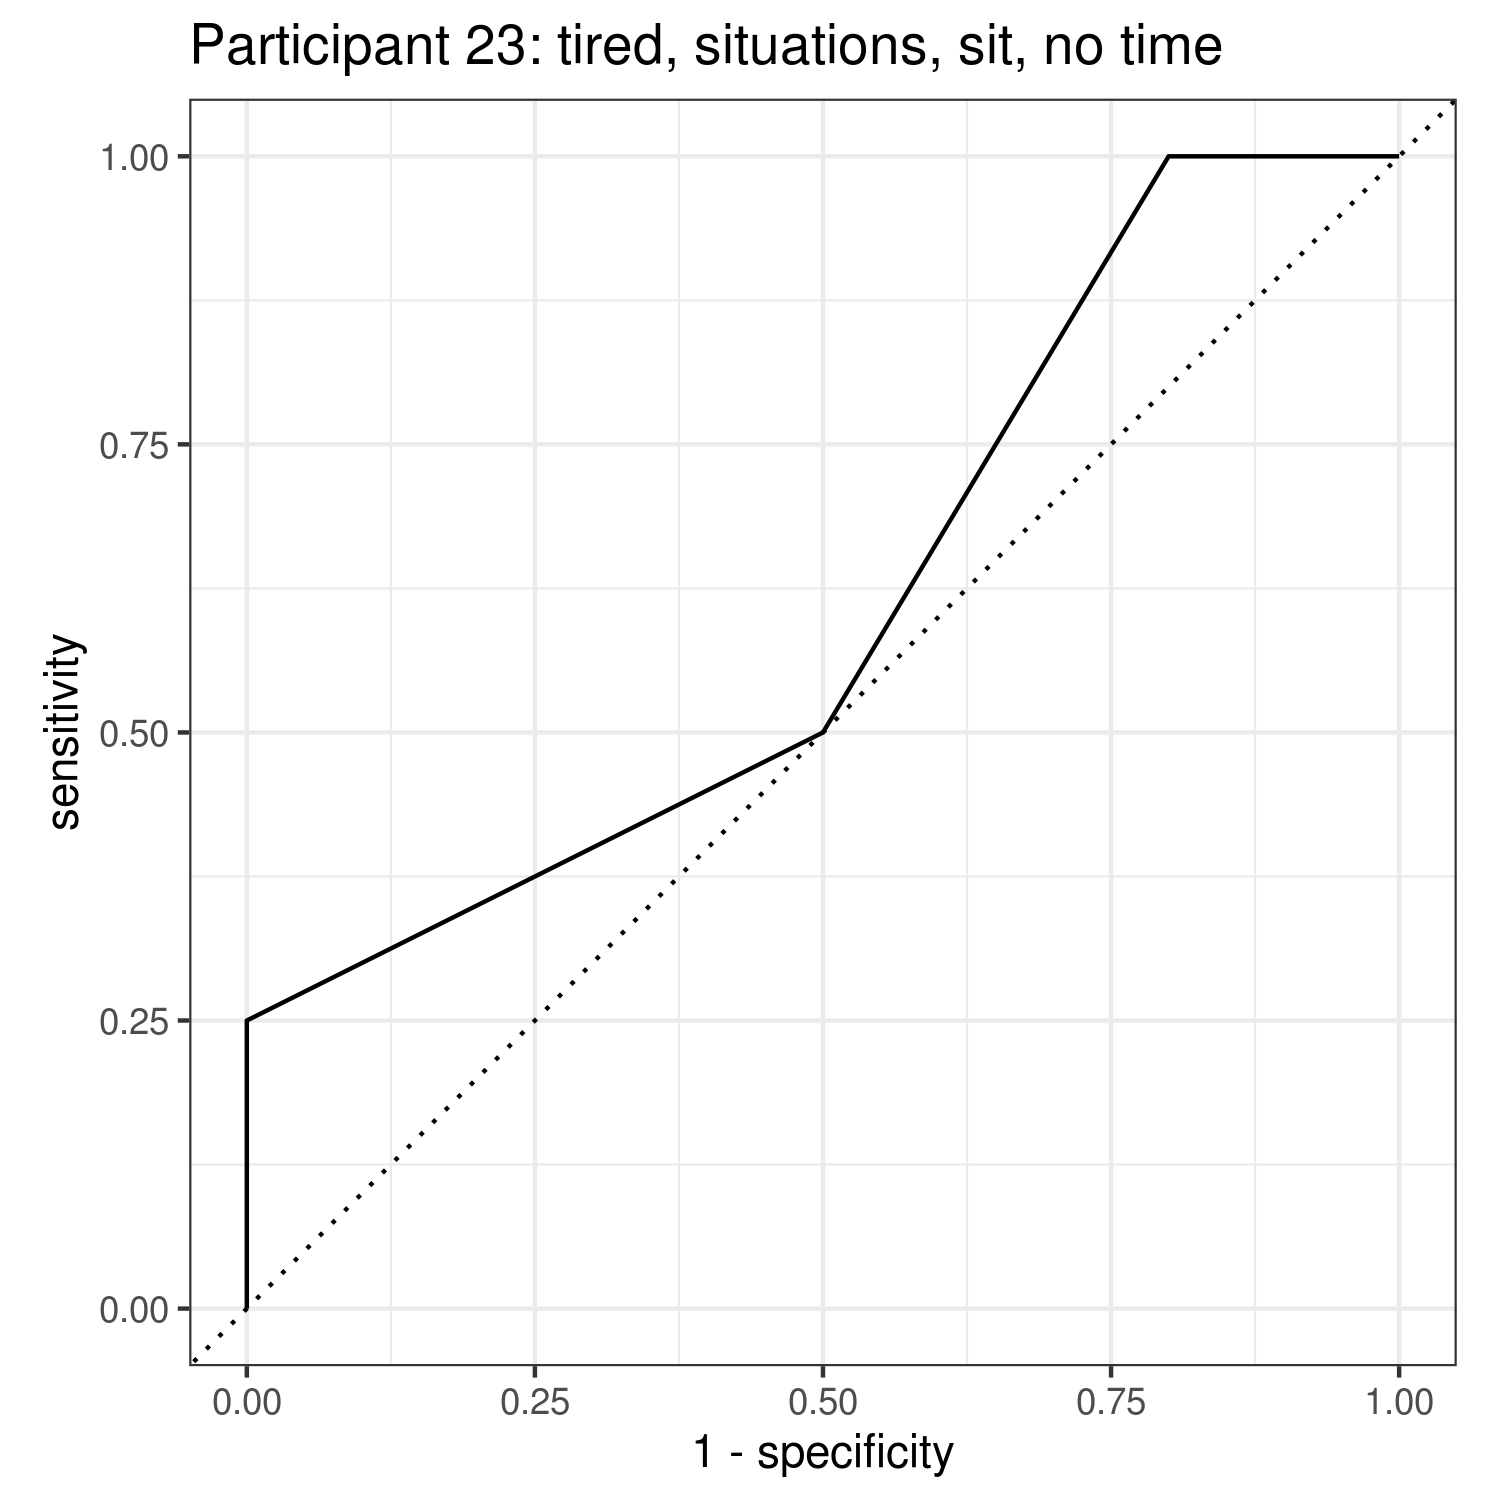 Participant 23: tired, situations, sit, no time
1.00
0.75
0.50
0.25
0.00
sensitivity
0.00 0.25 0.50 0.75 1.00
1 - specificity